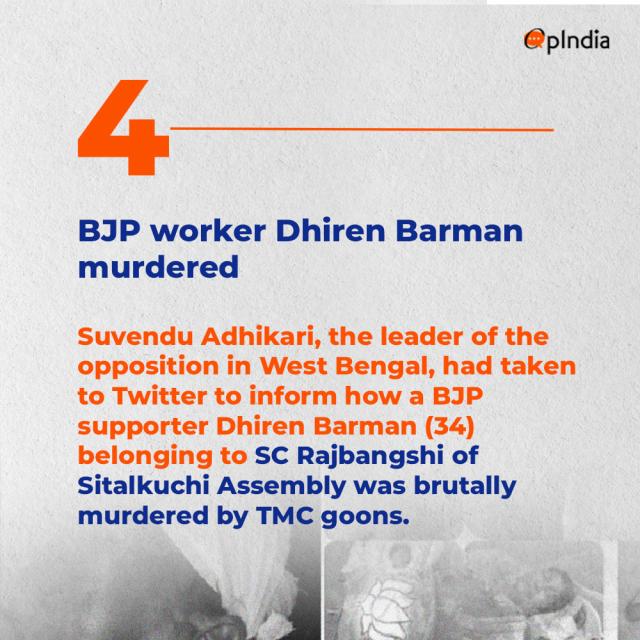 OpIndia
4
BJP worker Dhiren Barman
murdered
Suvendu Adhikari, the leader of the
opposition in West Bengal, had taken
to Twitter to inform how a BJP
supporter Dhiren Barman (34)
belonging to SC Rajbangshi of
Sitalkuchi Assembly was brutally
murdered by TMC goons.